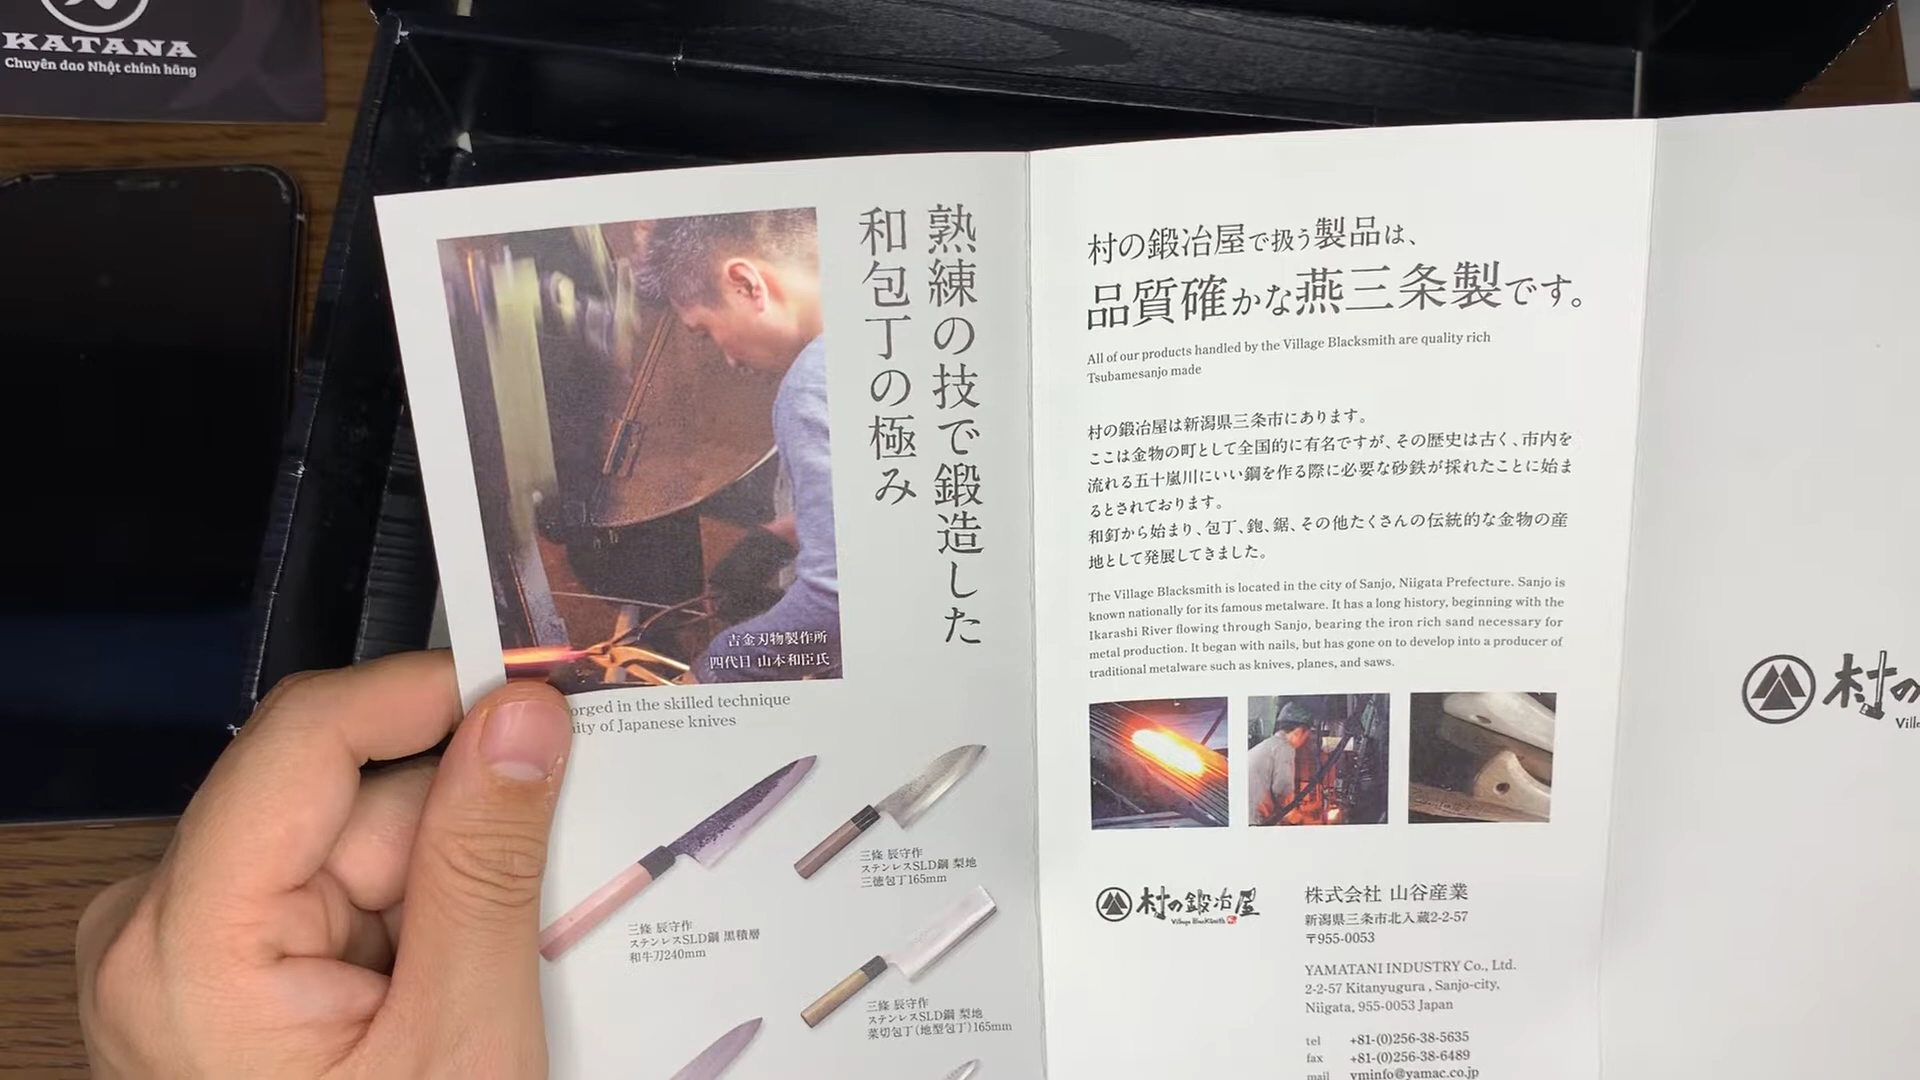 KATANA
Chuyên dao Nhật chính hãng
熟練の技で鍛造した
和包丁の極み
吉金刃物製作所
四代目 山本和臣氏
orged in the skilled technique
ity of Japanese knives
三條 辰守作
ステンレスSLD鋼 梨地
三徳包丁165mm
三條 辰守作
ステンレスSLD鋼 黒積層
和牛刀240mm
三條 辰守作
ステンレスSLD鋼 梨地
菜切包丁(地型包丁)165mm
村の鍛冶屋で扱う製品は、
品質確かな燕三条製です。
All of our products handled by the Village Blacksmith are quality rich
Tsubamesanjo made
村の鍛冶屋は新潟県三条市にあります。
ここは金物の町として全国的に有名ですが、その歴史は古く、市内を
流れる五十嵐川にいい鋼を作る際に必要な砂鉄が採れたことに始ま
るとされております。
和釘から始まり、包丁、鉋、鋸、その他たくさんの伝統的な金物の産
地として発展してきました。
The Village Blacksmith is located in the city of Sanjo, Niigata Prefecture. Sanjo is
known nationally for its famous metalware. It has a long history, beginning with the
Ikarashi River flowing through Sanjo, bearing the iron rich sand necessary for
metal production. It began with nails, but has gone on to develop into a producer of
traditional metalware such as knives, planes, and saws.
村の鍛冶屋
Village Blacksmith
株式会社 山谷産業
新潟県三条市北入蔵2-2-57
〒955-0053
YAMATANI INDUSTRY Co., Ltd.
2-2-57 Kitanyugura , Sanjo-city,
Niigata, 955-0053 Japan
tel +81-(0)256-38-5635
fax +81-(0)256-38-6489
mail yminfo@yamac.co.jp
村の
Ville